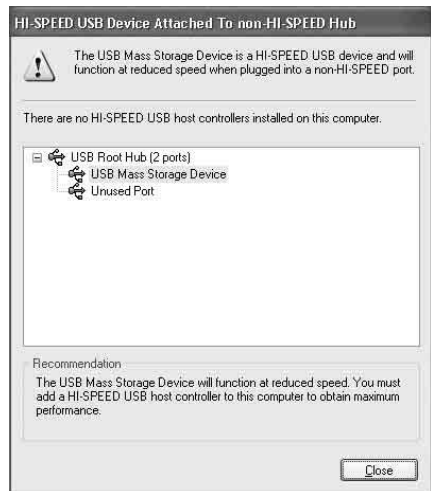 HI-SPEED USB Device Attached To non-HI-SPEED Hub
The USB Mass Storage Device is a HI-SPEED USB device and will
function at reduced speed when plugged into a non-HI-SPEED port.
There are no HI-SPEED USB host controllers installed on this computer.
USB Root Hub (2 ports)
USB Mass Storage Device
Unused Port
Recommendation
The USB Mass Storage Device will function at reduced speed. You must
add a HI-SPEED USB host controller to this computer to obtain maximum
performance.
Close